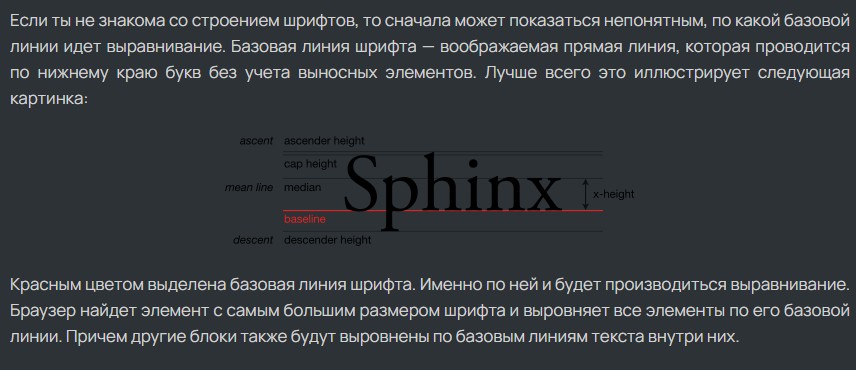 Если ты не знакома со строением шрифтов, то сначала может показаться непонятным, по какой базовой
линии идет выравнивание. Базовая линия шрифта — воображаемая прямая линия, которая проводится
по нижнему краю букв без учета выносных элементов. Лучше всего это иллюстрирует следующая
картинка:
ascent ascender height
cap height
mean line median
Sphinx
x-height
baseline
descent descender height
Красным цветом выделена базовая линия шрифта. Именно по ней и будет производиться выравнивание.
Браузер найдет элемент с самым большим размером шрифта и выровняет все элементы по его базовой
линии. Причем другие блоки также будут выровнены по базовым линиям текста внутри них.